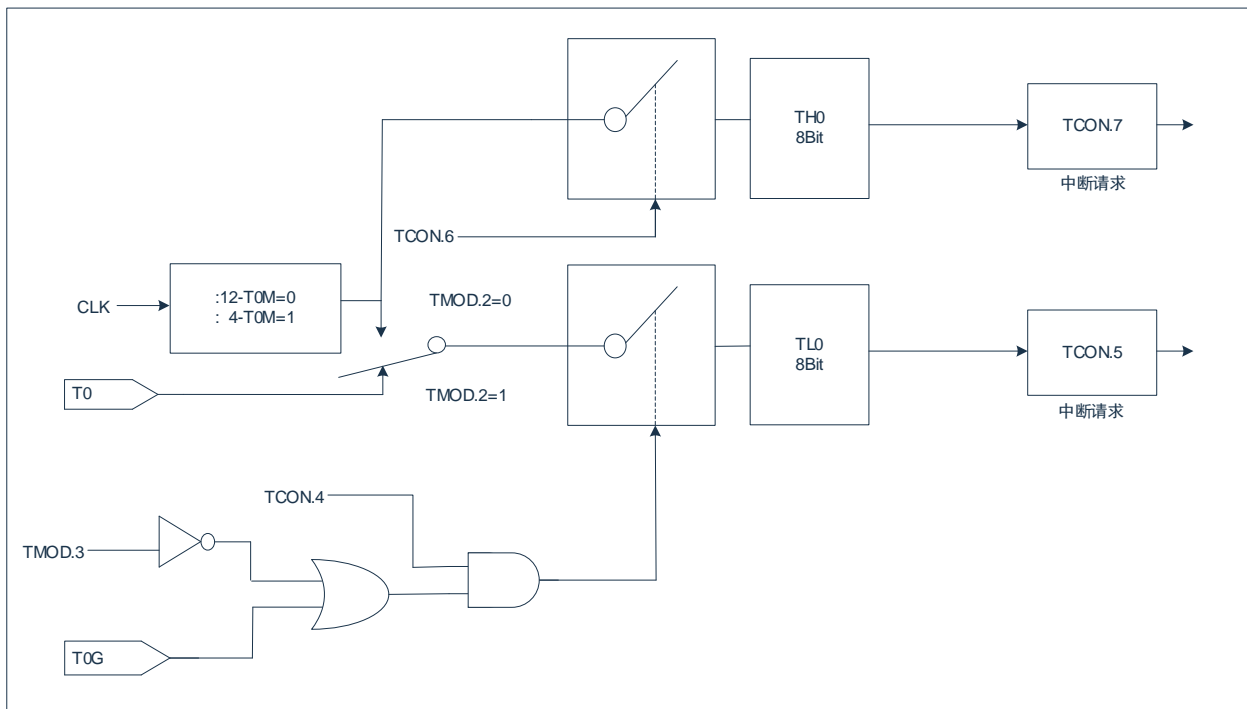 TH0
8Bit
TCON.7
中断请求
TCON.6
CLK
:12-T0M=0
: 4-T0M=1
TMOD.2=0
TL0
8Bit
TCON.5
T0
TMOD.2=1
中断请求
TCON.4
TMOD.3
T0G